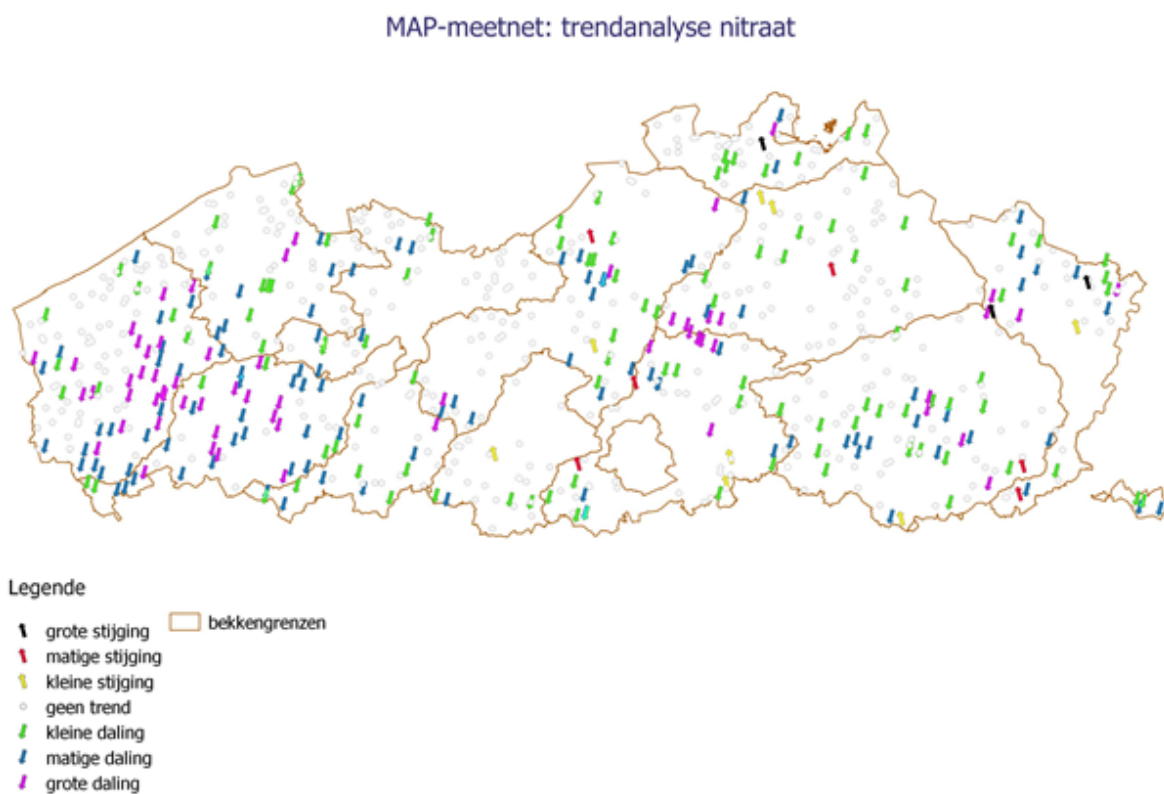 MAP-meetnet: trendanalyse nitraat
Legende
grote stijging
bekkengrenzen
matige stijging
kleine stijging
geen trend
kleine daling
matige daling
grote daling